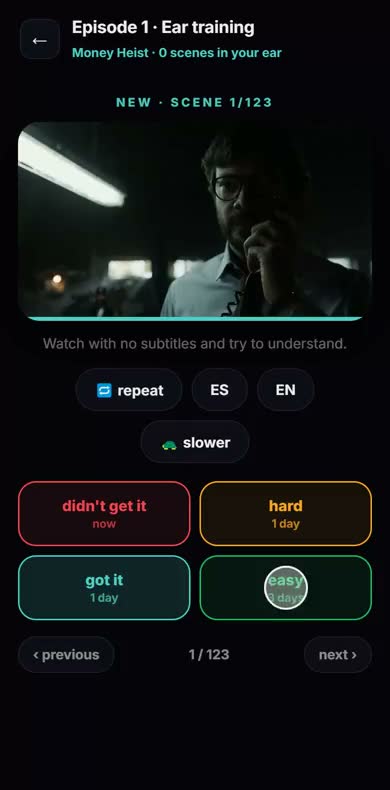 ←
Episode 1 · Ear training
Money Heist · 0 scenes in your ear
NEW · SCENE 1/123
Watch with no subtitles and try to understand.
🔁 repeat
ES
EN
🐢 slower
didn't get it
now
hard
1 day
got it
1 day
easy
3 days
‹ previous
1 / 123
next ›